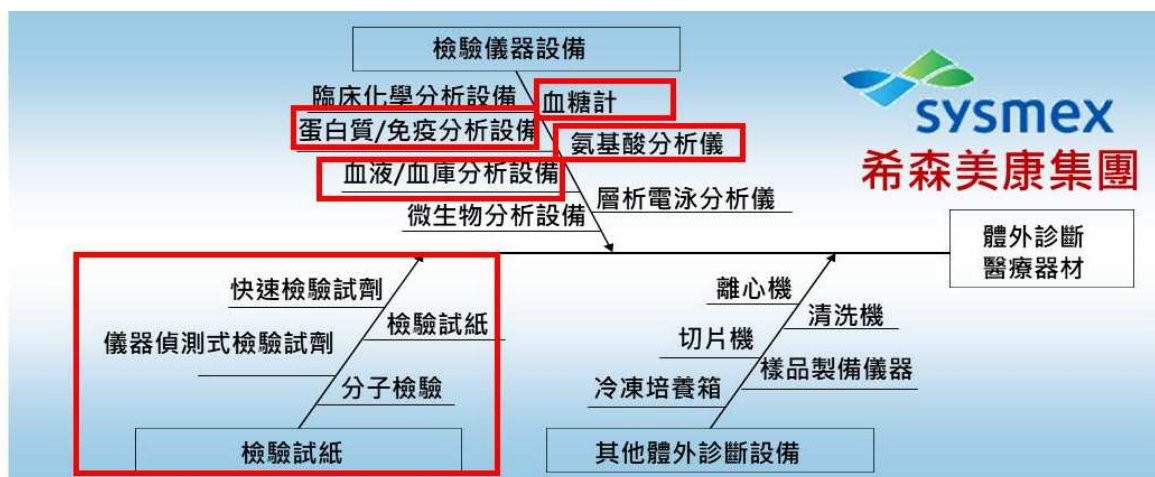 檢驗儀器設備
臨床化學分析設備
血糖計
蛋白質/免疫分析設備
氨基酸分析儀
血液/血庫分析設備
層析電泳分析儀
微生物分析設備
sysmex
希森美康集團
體外診斷
醫療器材
快速檢驗試劑
檢驗試紙
儀器偵測式檢驗試劑
分子檢驗
檢驗試紙
離心機
清洗機
切片機
樣品製備儀器
冷凍培養箱
其他體外診斷設備